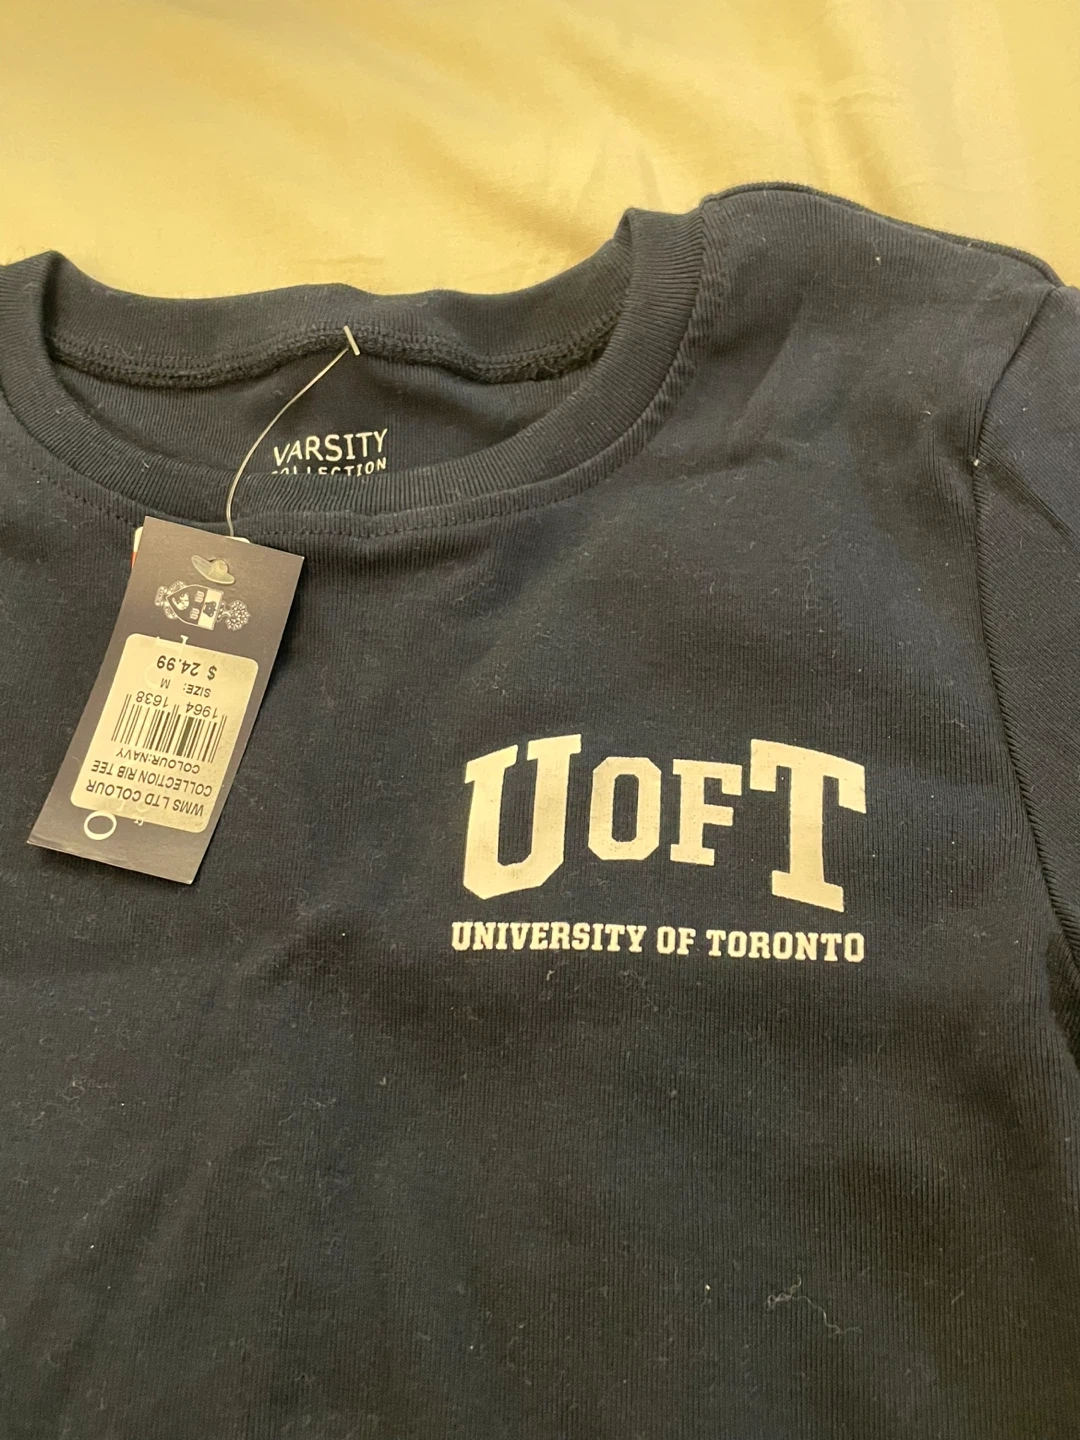 VARSITY
COLLECTION
WMS LTD COLOUR
COLLECTION RIB TEE
COLOUR:NAVY
1964 1638
SIZE: M
$ 24.99
UOFT
UNIVERSITY OF TORONTO